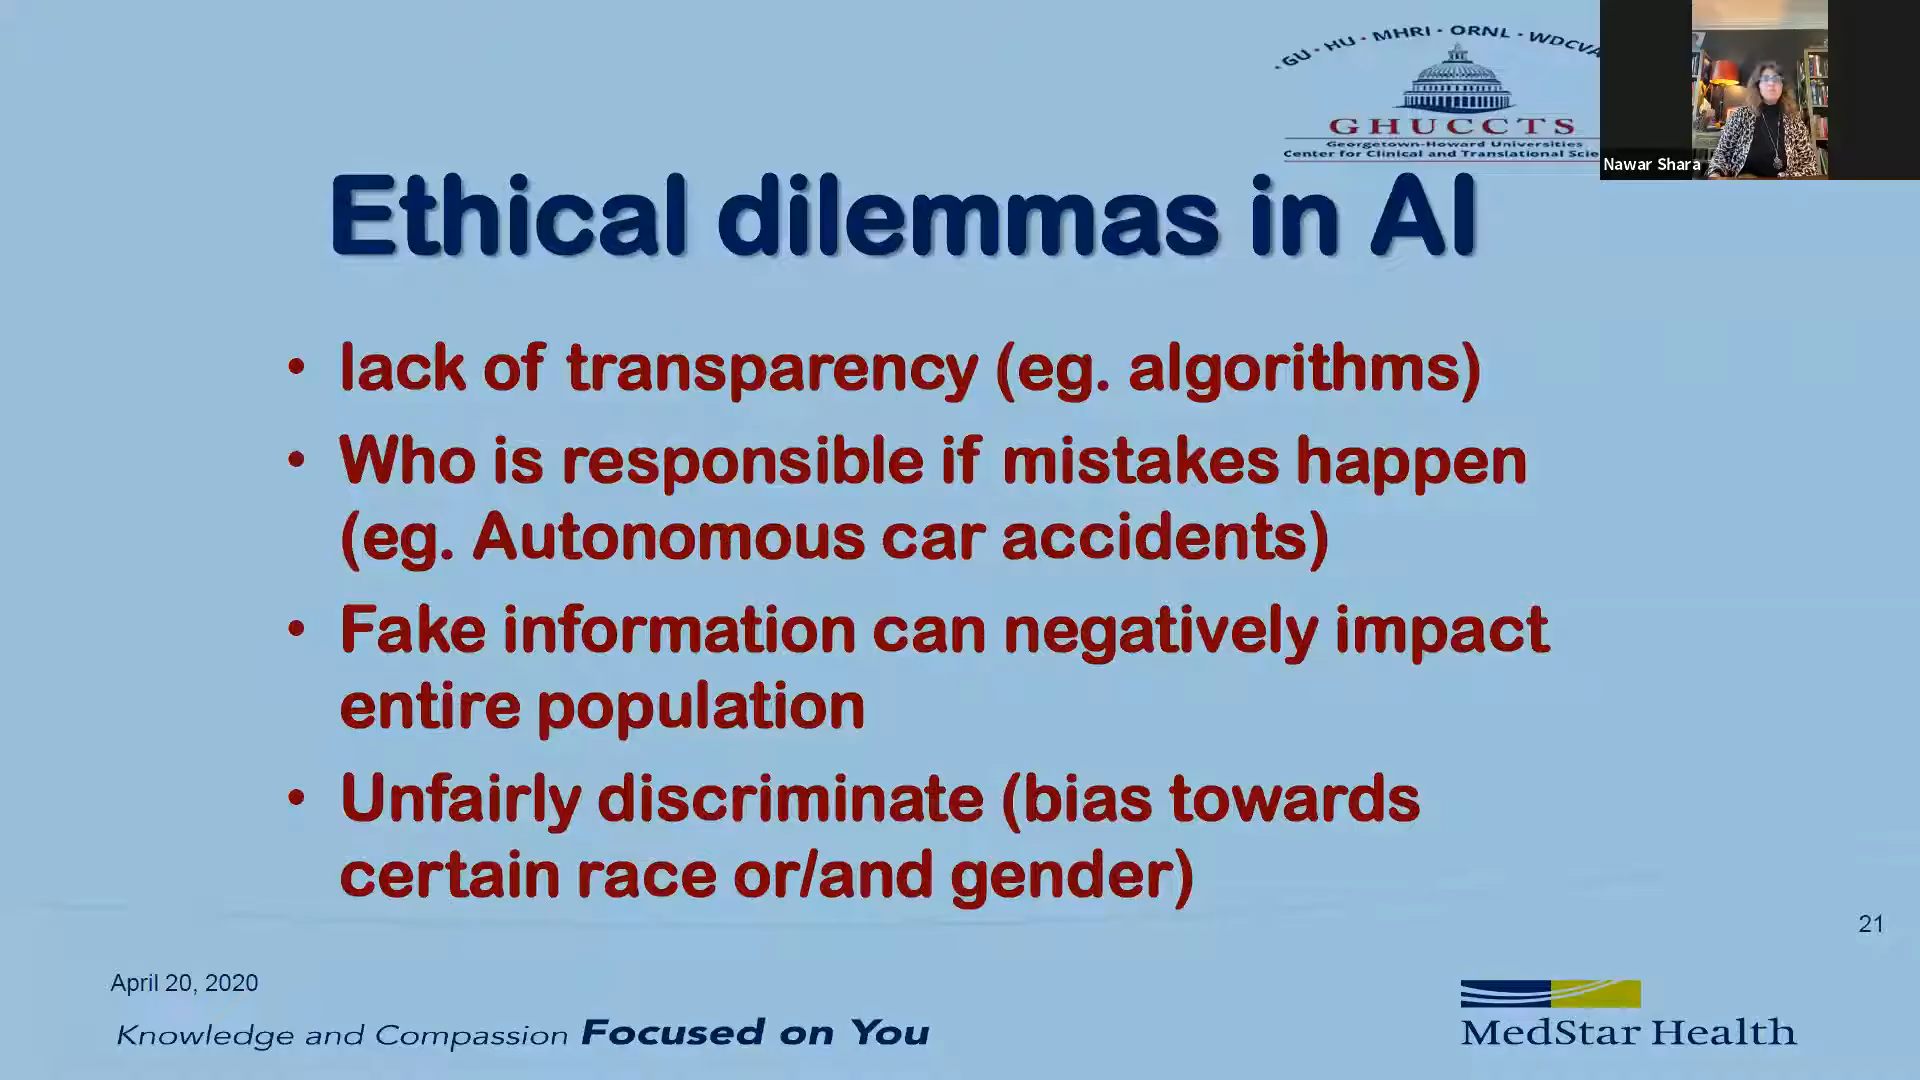 · GU · HU · MHRI · ORNL · WDCVA
GHUCCTS
Georgetown-Howard Universities
Center for Clinical and Translational Scie
Nawar Shara
Ethical dilemmas in AI
• lack of transparency (eg. algorithms)
• Who is responsible if mistakes happen
(eg. Autonomous car accidents)
• Fake information can negatively impact
entire population
• Unfairly discriminate (bias towards
certain race or/and gender)
21
April 20, 2020
Knowledge and Compassion Focused on You
MedStar Health